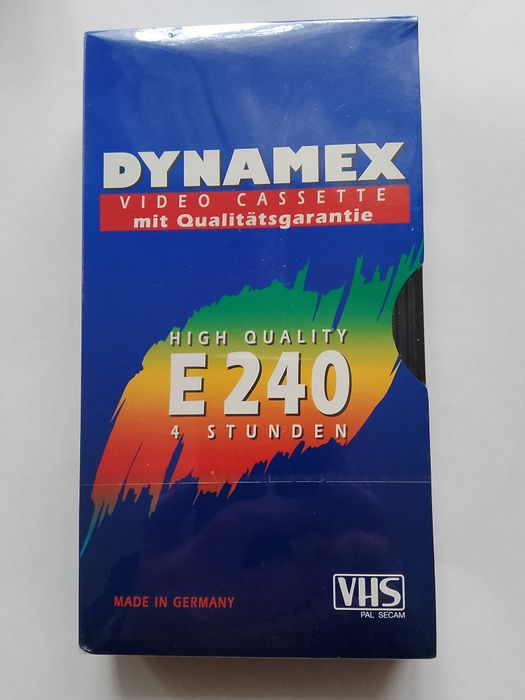 DYNAMEX
VIDEO CASSETTE
mit Qualitätsgarantie
HIGH QUALITY
E 240
4 STUNDEN
MADE IN GERMANY
VHS
PAL SECAM